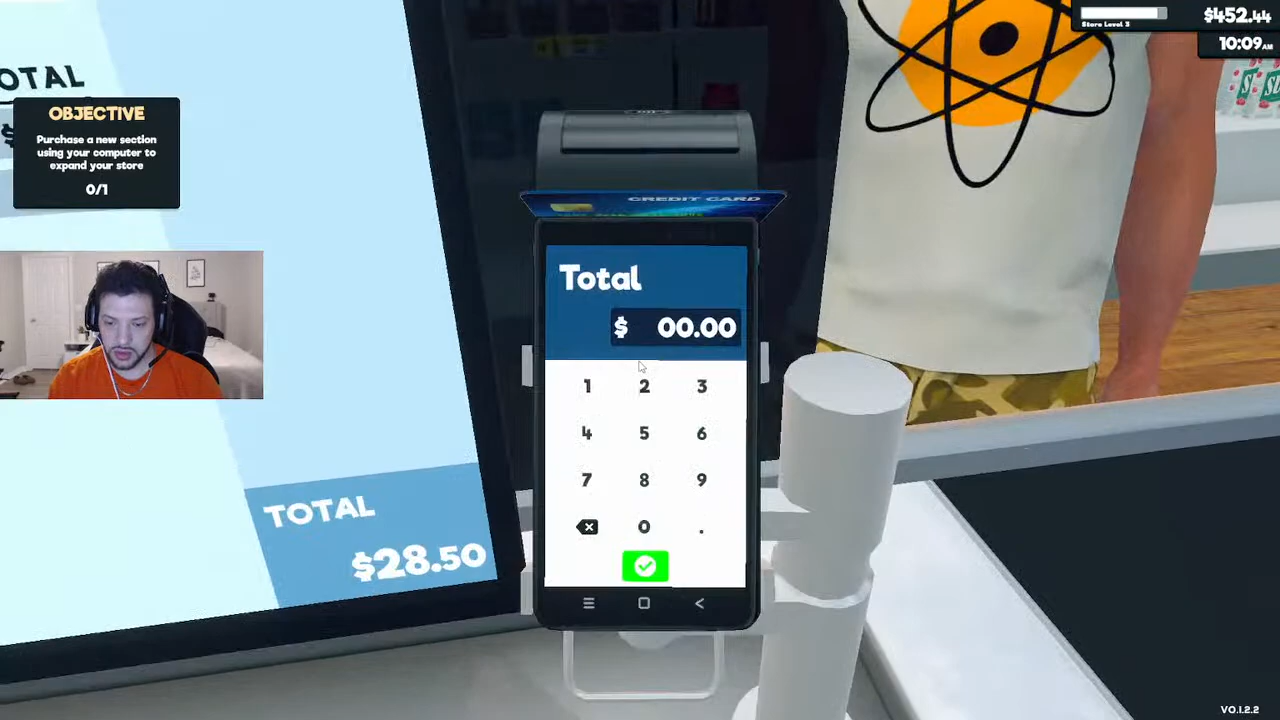 $452.44
Store Level 3
10:09AM
OTAL
$
OBJECTIVE
Purchase a new section
using your computer to
expand your store
0/1
CREDIT CARD
Total
$ 00.00
1 2 3
4 5 6
7 8 9
0 .
TOTAL
$28.50
V0.1.2.2